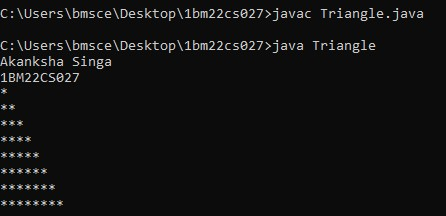 C:\Users\bmsce\Desktop\1bm22cs027>javac Triangle.java
C:\Users\bmsce\Desktop\1bm22cs027>java Triangle
Akanksha Singa
1BM22CS027
*
**
***
****
*****
******
*******
********